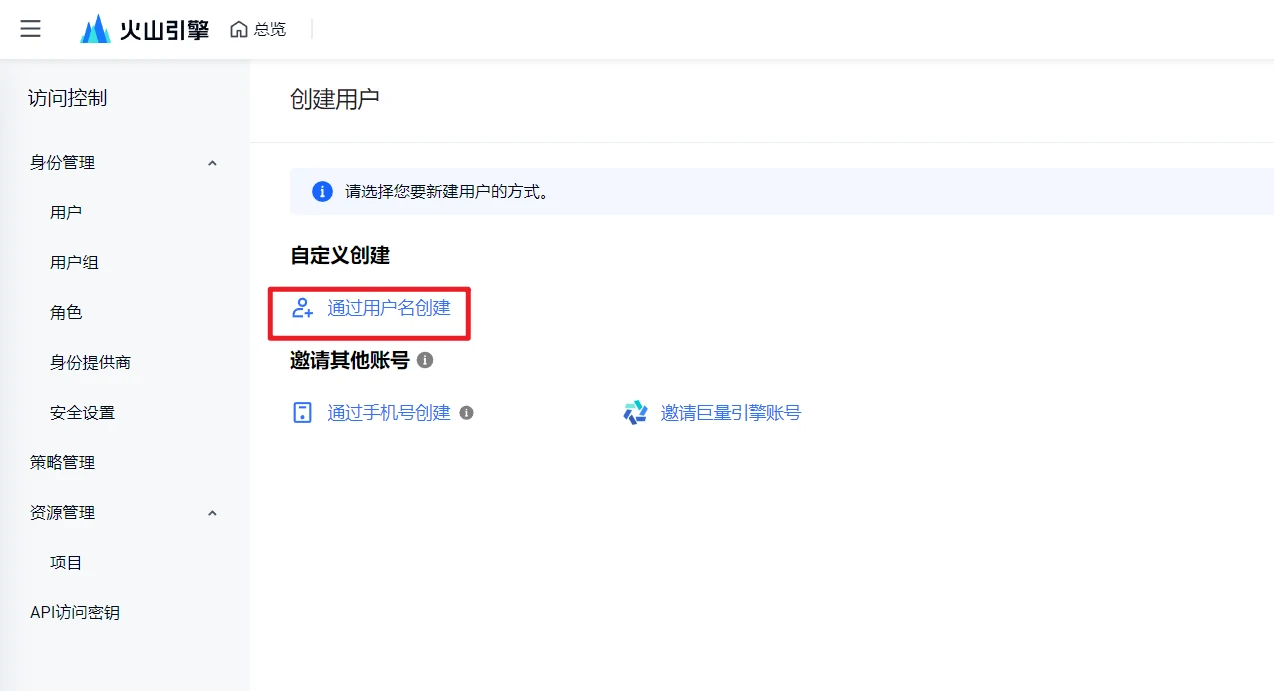 火山引擎 总览
访问控制
身份管理
用户
用户组
角色
身份提供商
安全设置
策略管理
资源管理
项目
API访问密钥
创建用户
请选择您要新建用户的方式。
自定义创建
通过用户名创建
邀请其他账号
通过手机号创建 邀请巨量引擎账号